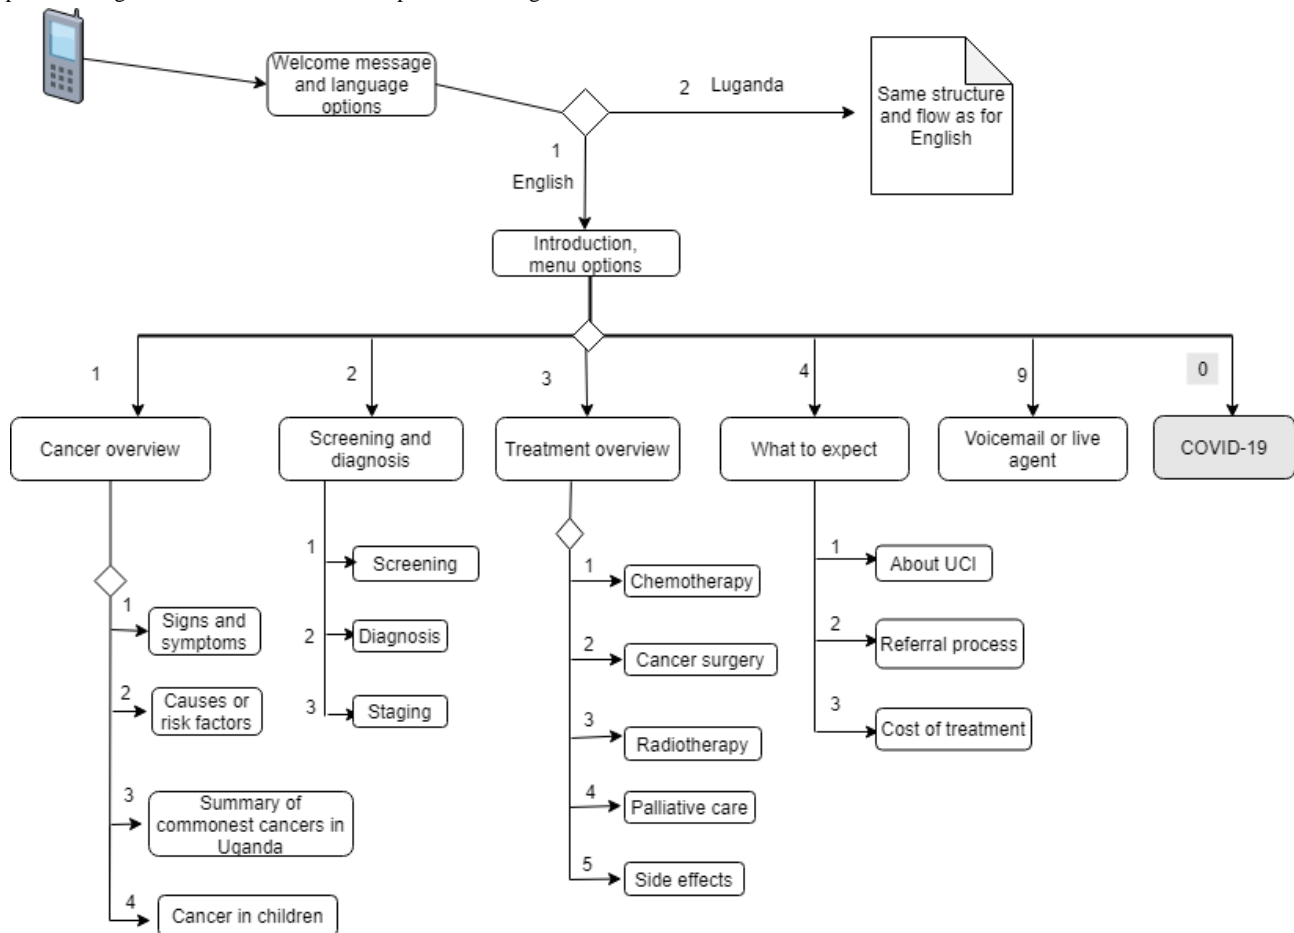 Welcome message
and language
options
2 Luganda
Same structure
and flow as for
English
1
English
Introduction,
menu options
1
2
3
4
9
0
Cancer overview
Screening and
diagnosis
Treatment overview
What to expect
Voicemail or live
agent
COVID-19
1
Signs and
symptoms
2
Causes or
risk factors
3
Summary of
commonest cancers in
Uganda
4
Cancer in children
1
Screening
2
Diagnosis
3
Staging
1
Chemotherapy
2
Cancer surgery
3
Radiotherapy
4
Palliative care
5
Side effects
1
About UCI
2
Referral process
3
Cost of treatment